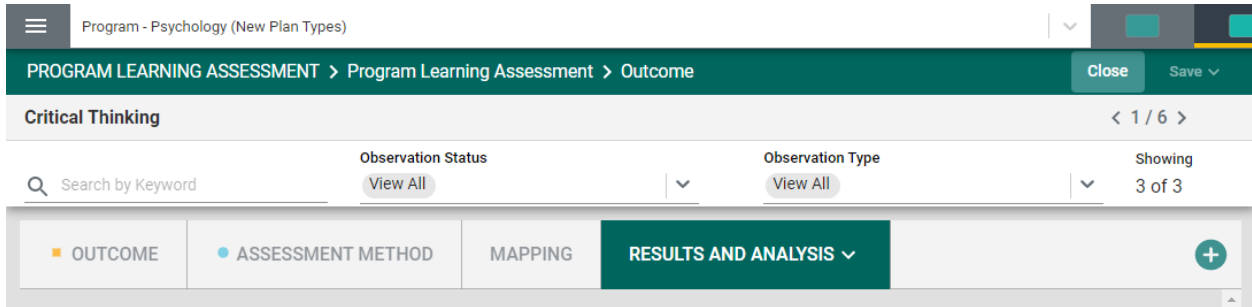 Program - Psychology (New Plan Types)
PROGRAM LEARNING ASSESSMENT > Program Learning Assessment > Outcome
Close
Save
Critical Thinking
< 1 / 6 >
Search by Keyword
Observation Status
View All
Observation Type
View All
Showing
3 of 3
OUTCOME
ASSESSMENT METHOD
MAPPING
RESULTS AND ANALYSIS